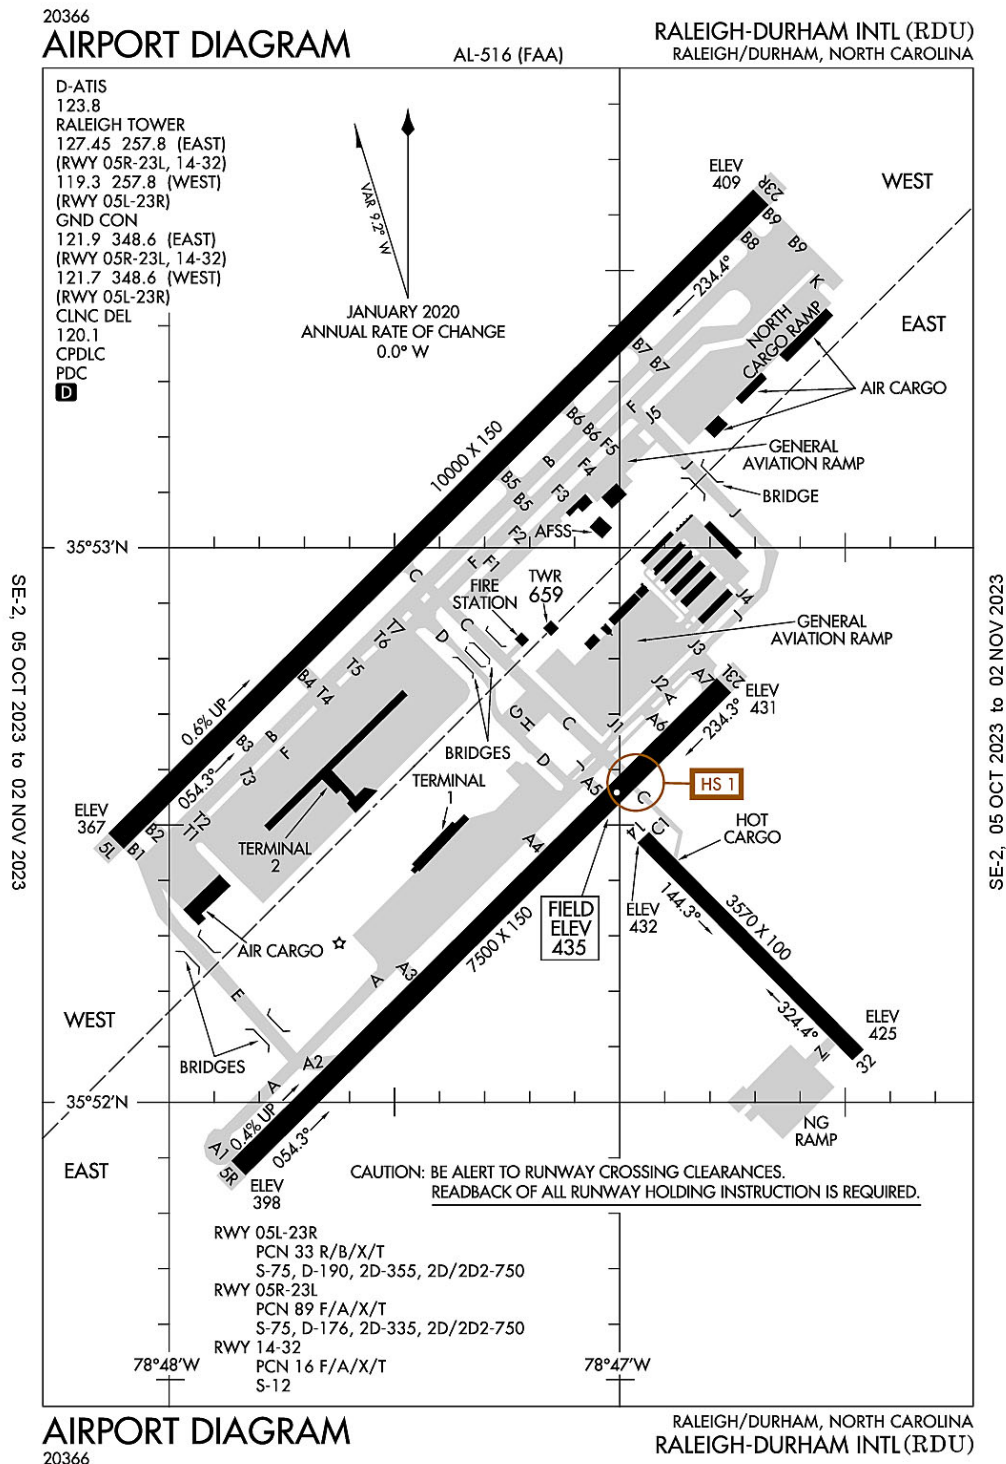 20366
AIRPORT DIAGRAM
AL-516 (FAA)
RALEIGH-DURHAM INTL (RDU)
RALEIGH/DURHAM, NORTH CAROLINA
D-ATIS
123.8
RALEIGH TOWER
127.45 257.8 (EAST)
(RWY 05R-23L, 14-32)
119.3 257.8 (WEST)
(RWY 05L-23R)
GND CON
121.9 348.6 (EAST)
(RWY 05R-23L, 14-32)
121.7 348.6 (WEST)
(RWY 05L-23R)
CLNC DEL
120.1
CPDLC
PDC
D
VAR 9.2° W
JANUARY 2020
ANNUAL RATE OF CHANGE
0.0° W
ELEV
409
23R
WEST
B9
B9
B8
K
234.4°
EAST
NORTH
CARGO RAMP
AIR CARGO
B7
B7
F
J5
B6
B6
F5
GENERAL
AVIATION RAMP
10000 X 150
B
F4
J
BRIDGE
B5
B5
F3
J
F2
AFSS
35°53'N
F
F1
C
FIRE
STATION
TWR
659
J4
GENERAL
AVIATION RAMP
J
T7
C
D
T6
J3
T5
A7
23L
ELEV
431
B4
T4
J2
A
0.6% UP
G
H
C
J1
A6
234.3°
B3
B
F
BRIDGES
D
J
T3
054.3°
TERMINAL
1
A5
HS 1
C
ELEV
367
5L
B1
B2
T2
T1
TERMINAL
2
A4
14
C1
HOT
CARGO
FIELD
ELEV
435
ELEV
432
144.3°
3570 X 100
7500 X 150
AIR CARGO
A3
A
E
324.4°
ELEV
425
WEST
BRIDGES
32
N
A2
A
35°52'N
0.4% UP
054.3°
NG
RAMP
A1
5R
EAST
ELEV
398
CAUTION: BE ALERT TO RUNWAY CROSSING CLEARANCES.
READBACK OF ALL RUNWAY HOLDING INSTRUCTION IS REQUIRED.
RWY 05L-23R
PCN 33 R/B/X/T
S-75, D-190, 2D-355, 2D/2D2-750
RWY 05R-23L
PCN 89 F/A/X/T
S-75, D-176, 2D-335, 2D/2D2-750
RWY 14-32
PCN 16 F/A/X/T
S-12
78°48'W
78°47'W
SE-2, 05 OCT 2023 to 02 NOV 2023
SE-2, 05 OCT 2023 to 02 NOV 2023
AIRPORT DIAGRAM
20366
RALEIGH/DURHAM, NORTH CAROLINA
RALEIGH-DURHAM INTL (RDU)